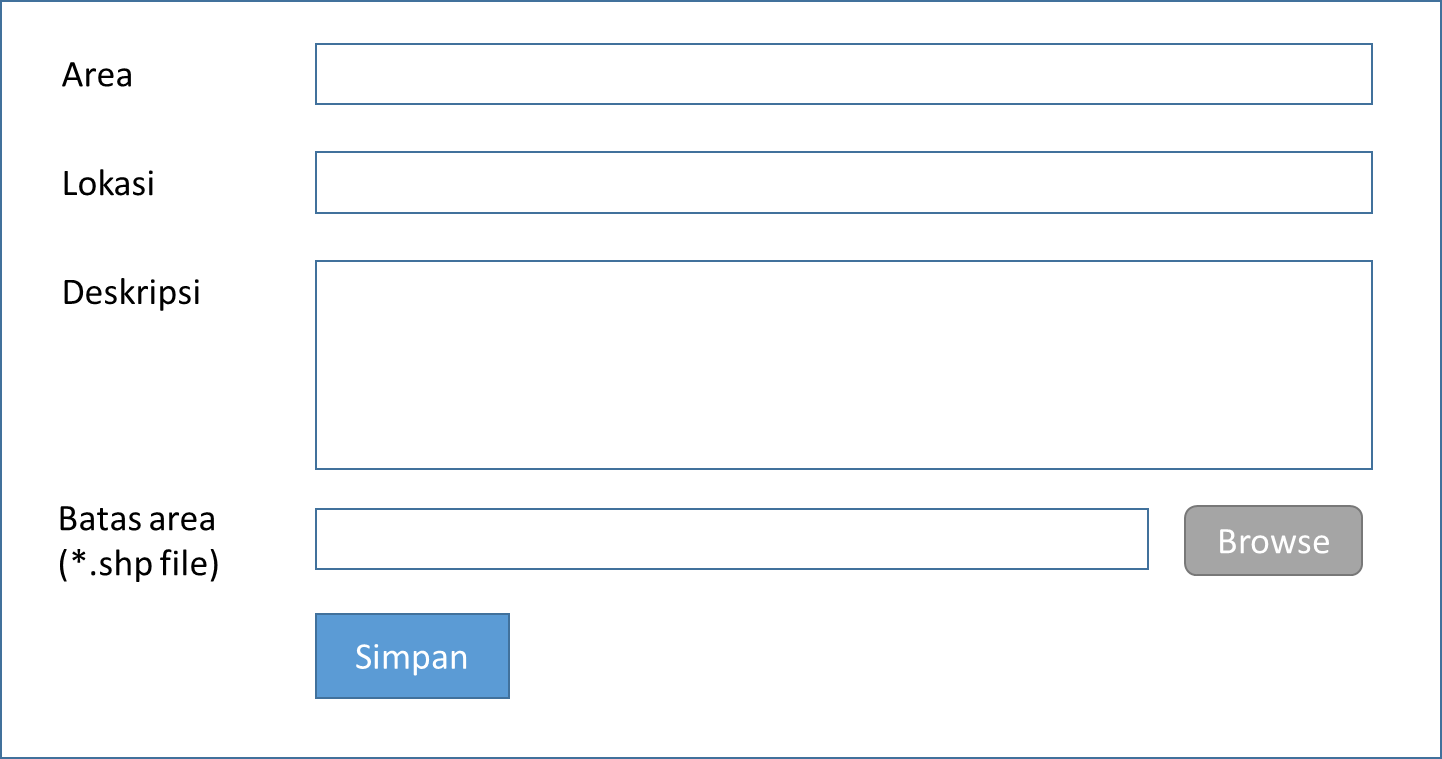 Area
Lokasi
Deskripsi
Batas area
(*.shp file)
Browse
Simpan